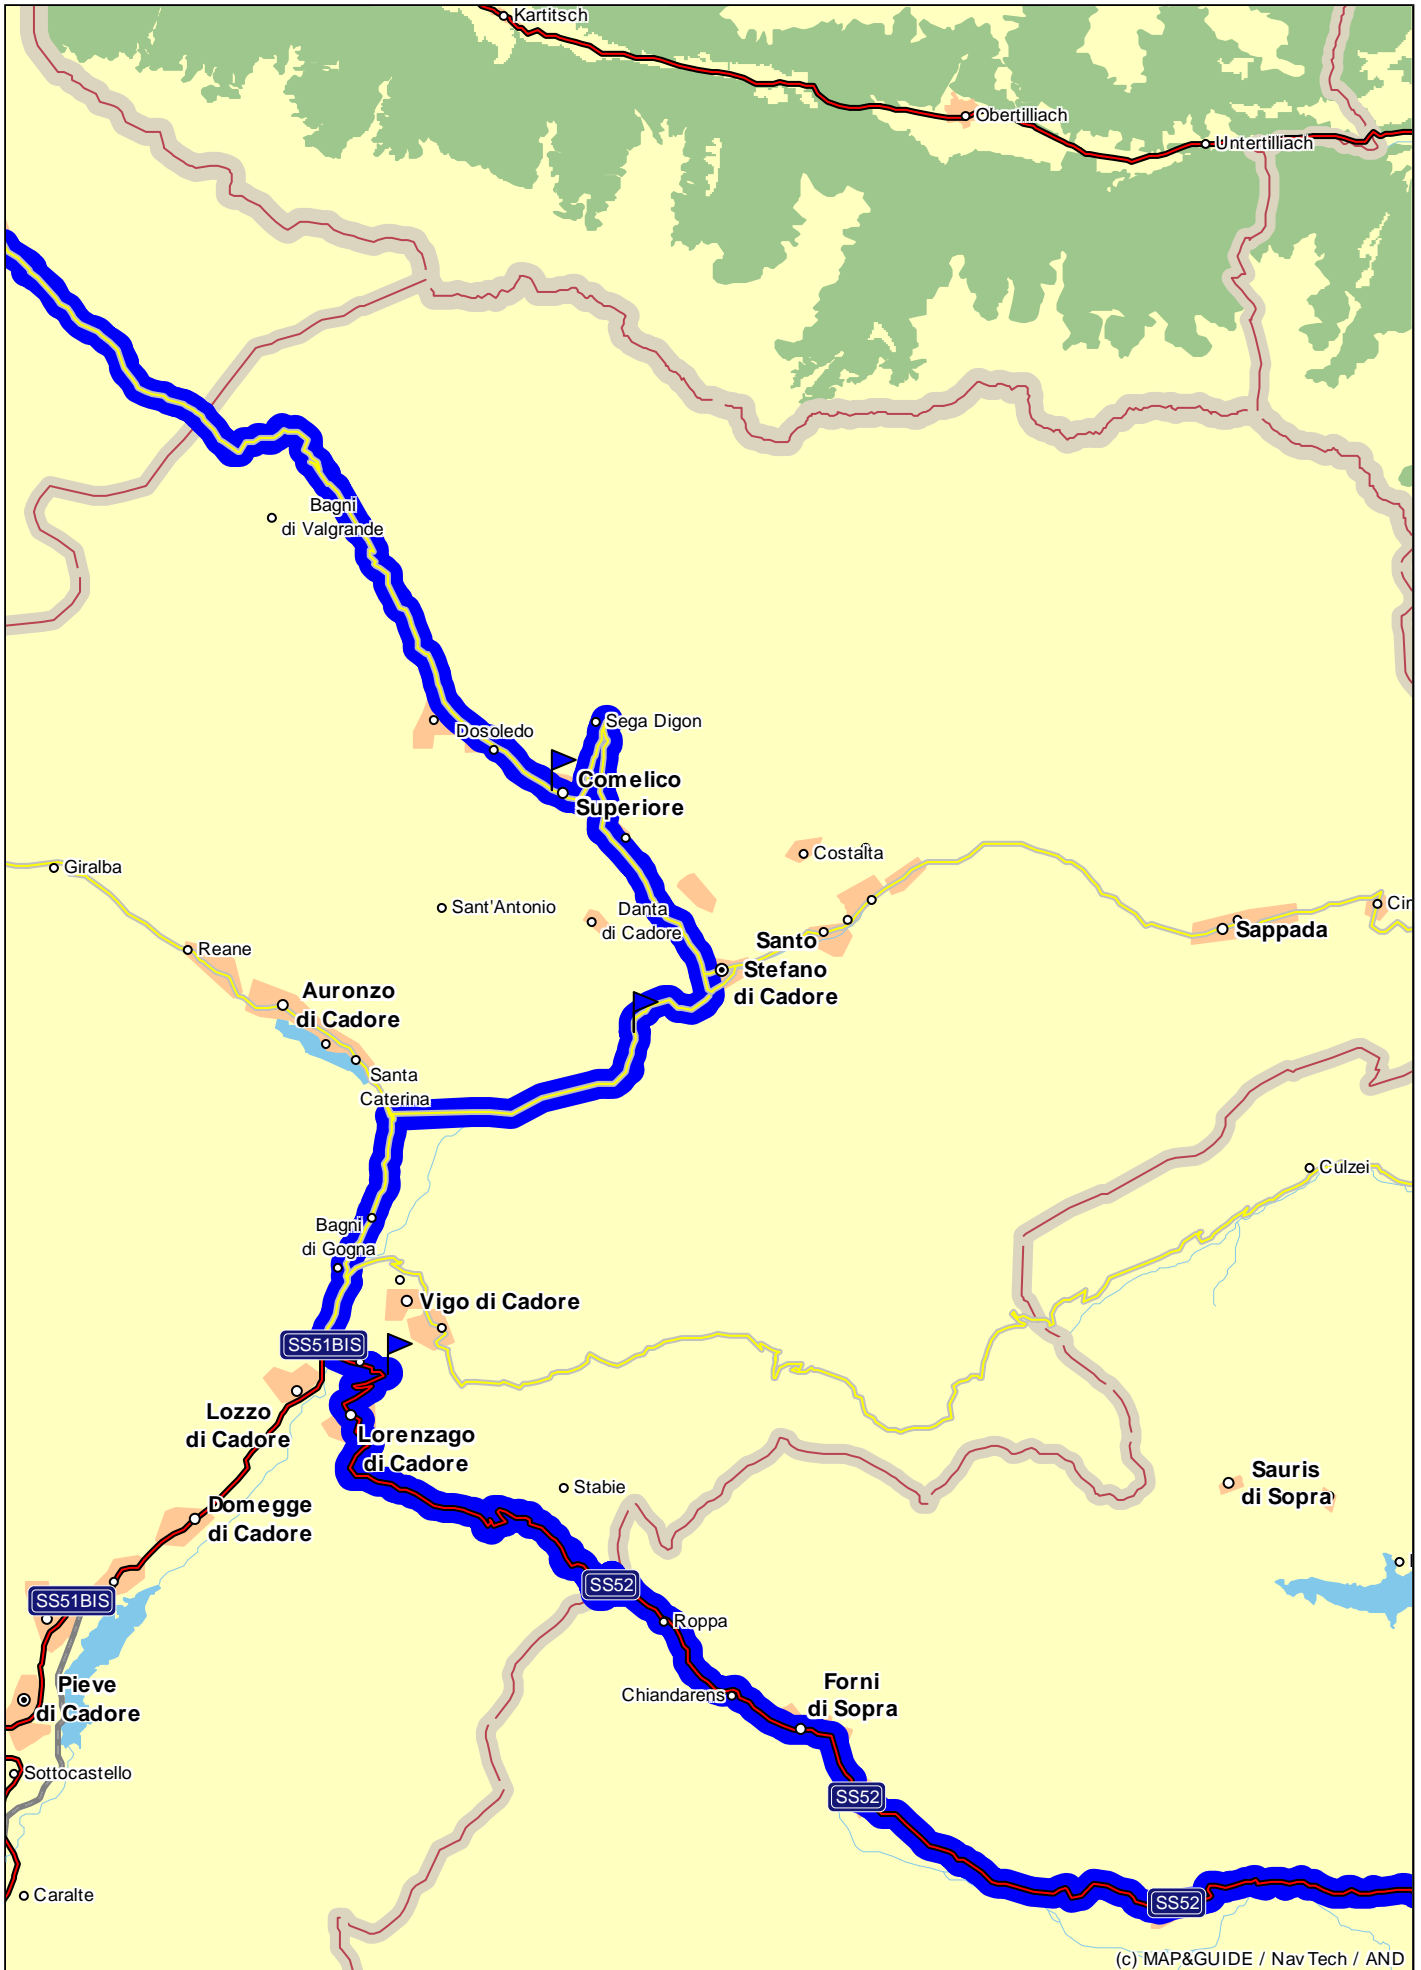 Kartitsch
Obertilliach
Untertilliach
Bagni
di Valgrande
Sega Digon
Dosoledo
Comelico
Superiore
Costalta
Giralba
Sant'Antonio
Danta
di Cadore
Cin
Sappada
Santo
Stefano
di Cadore
Reane
Auronzo
di Cadore
Santa
Caterina
Culzei
Bagni
di Gogna
Vigo di Cadore
SS51BIS
Lozzo
di Cadore
Lorenzago
di Cadore
Stabie
Sauris
di Sopra
Domegge
di Cadore
SS52
SS51BIS
Roppa
Pieve
di Cadore
Chiandarens
Forni
di Sopra
Sottocastello
SS52
Caralte
SS52
(c) MAP&GUIDE / NavTech / AND